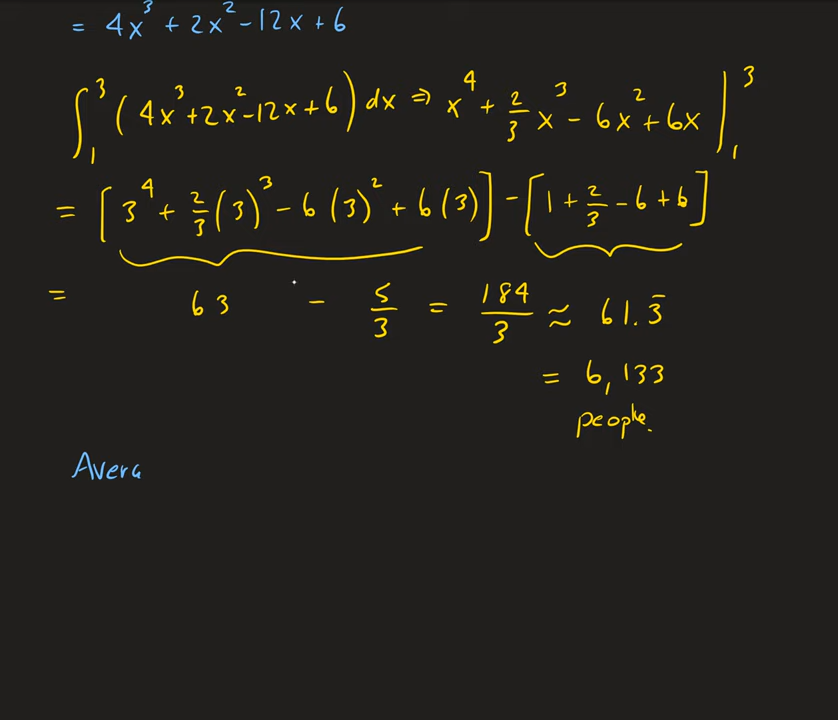 = 4x³ + 2x² - 12x + 6
∫₁³ (4x³ + 2x² - 12x + 6) dx ⇒ x⁴ + 2/3 x³ - 6x² + 6x |₁³
= [3⁴ + 2/3 (3)³ - 6 (3)² + 6 (3)] - [1 + 2/3 - 6 + 6]
= 63 - 5/3 = 184/3 ≈ 61.3̄
= 6,133
people.
Avera